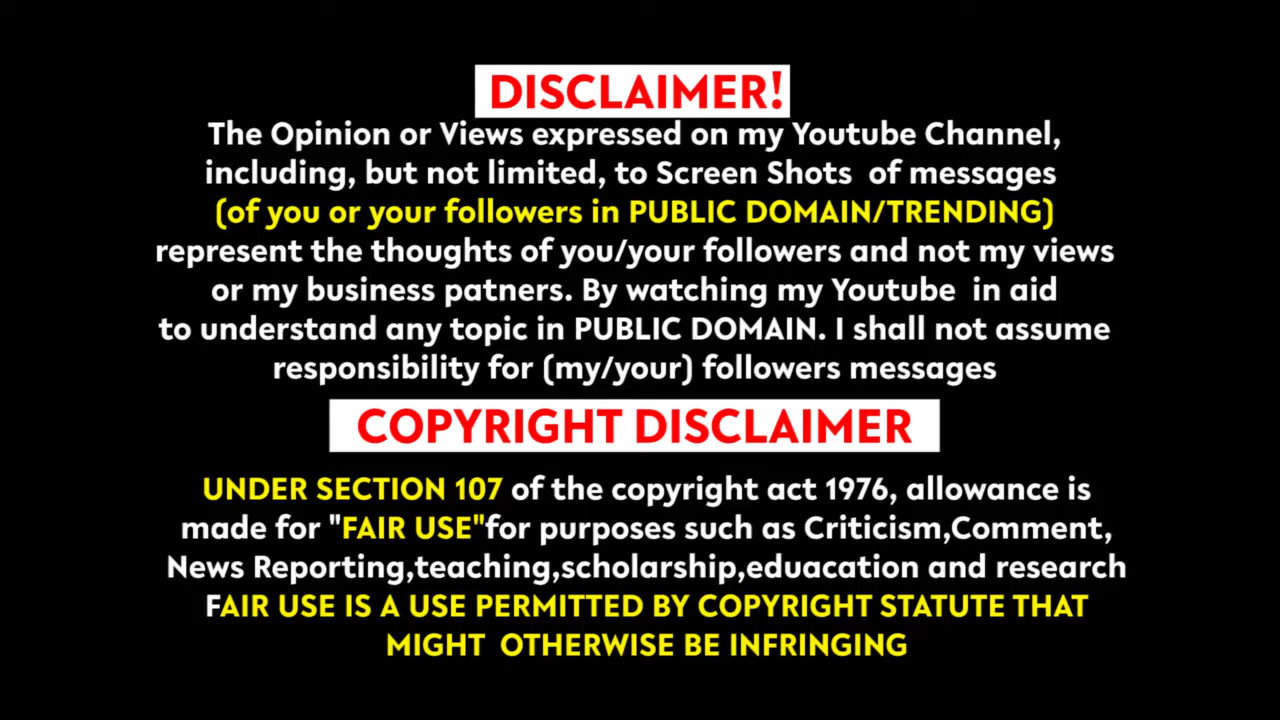 DISCLAIMER!
The Opinion or Views expressed on my Youtube Channel,
including, but not limited, to Screen Shots of messages
(of you or your followers in PUBLIC DOMAIN/TRENDING)
represent the thoughts of you/your followers and not my views
or my business patners. By watching my Youtube in aid
to understand any topic in PUBLIC DOMAIN. I shall not assume
responsibility for (my/your) followers messages
COPYRIGHT DISCLAIMER
UNDER SECTION 107 of the copyright act 1976, allowance is
made for "FAIR USE"for purposes such as Criticism,Comment,
News Reporting,teaching,scholarship,eduacation and research
FAIR USE IS A USE PERMITTED BY COPYRIGHT STATUTE THAT
MIGHT OTHERWISE BE INFRINGING